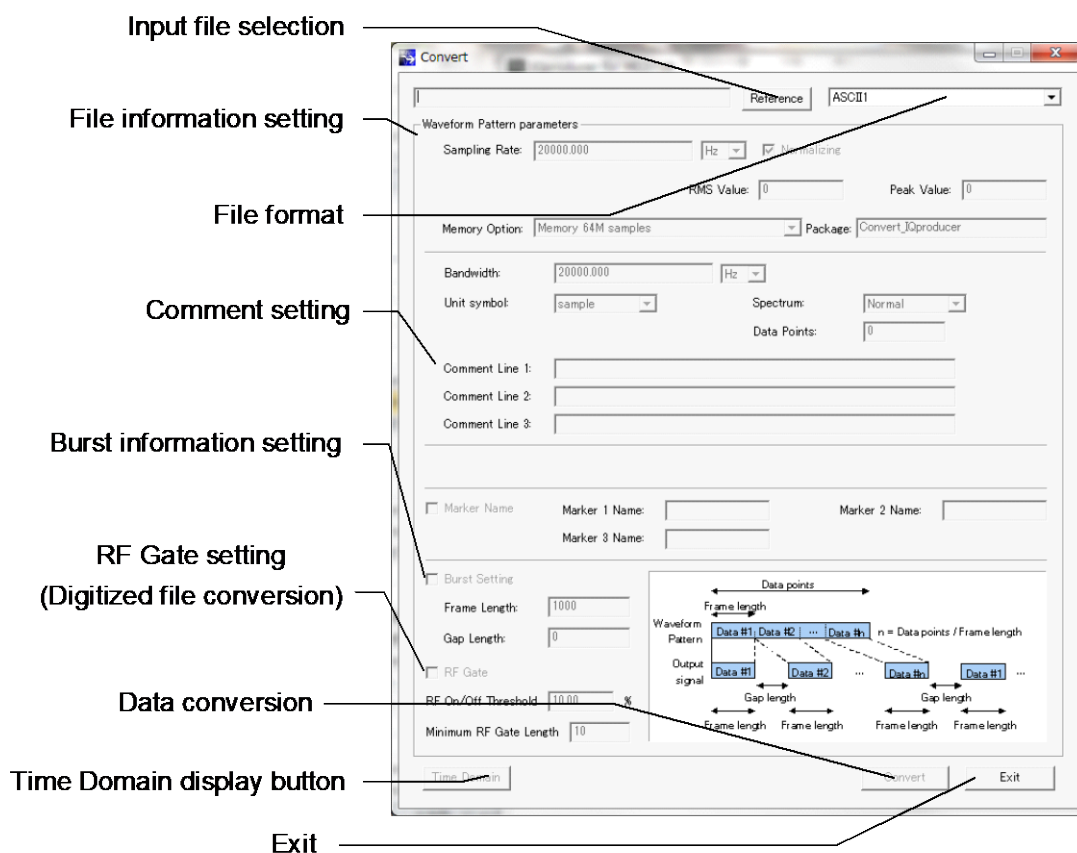 Input file selection
Convert
Reference
ASCII1
File information setting
Waveform Pattern parameters
Sampling Rate: 20000.000 Hz Normalizing
RMS Value: 0 Peak Value: 0
File format
Memory Option: Memory 64M samples Package: Convert_IQproducer
Bandwidth: 20000.000 Hz
Comment setting
Unit symbol: sample Spectrum: Normal
Data Points: 0
Comment Line 1:
Comment Line 2:
Comment Line 3:
Burst information setting
Marker Name Marker 1 Name: Marker 2 Name:
Marker 3 Name:
RF Gate setting
(Digitized file conversion)
Burst Setting
Frame Length: 1000
Gap Length: 0
RF Gate
RF On/Off Threshold 10.00 %
Minimum RF Gate Length 10
Data points
Frame length
Waveform
Pattern
Data #1 Data #2 ... Data #n n = Data points / Frame length
Output
signal
Data #1 Data #2 ... Data #n Data #1 ...
Gap length Gap length
Frame length Frame length Frame length Frame length
Data conversion
Time Domain display button
Time Domain
Convert
Exit
Exit